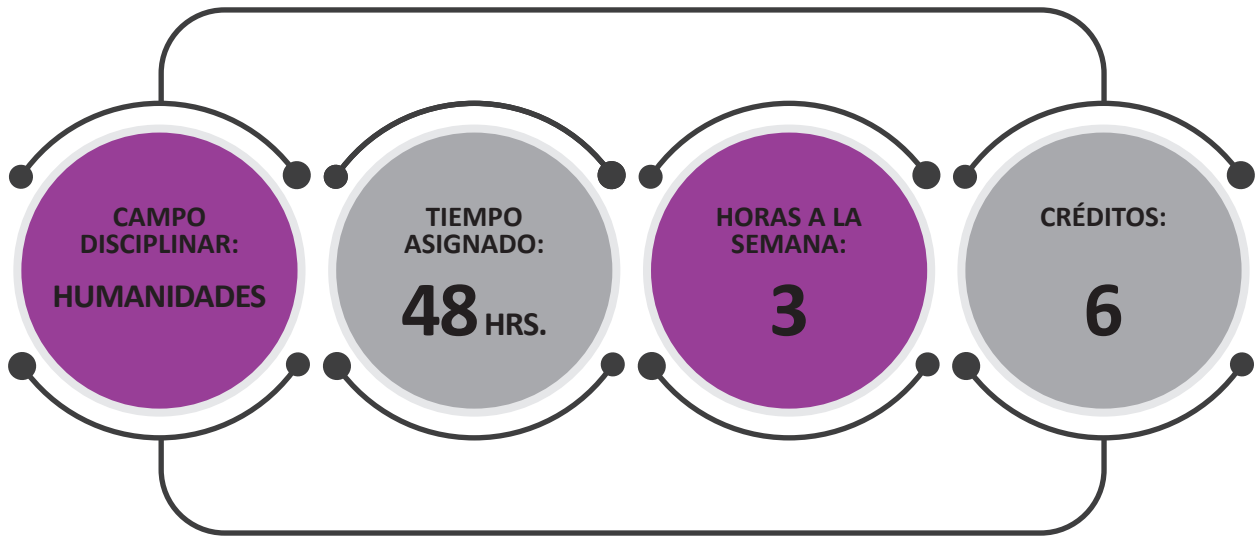 CAMPO
DISCIPLINAR:
HUMANIDADES
TIEMPO
ASIGNADO:
48 HRS.
HORAS A LA
SEMANA:
3
CRÉDITOS:
6